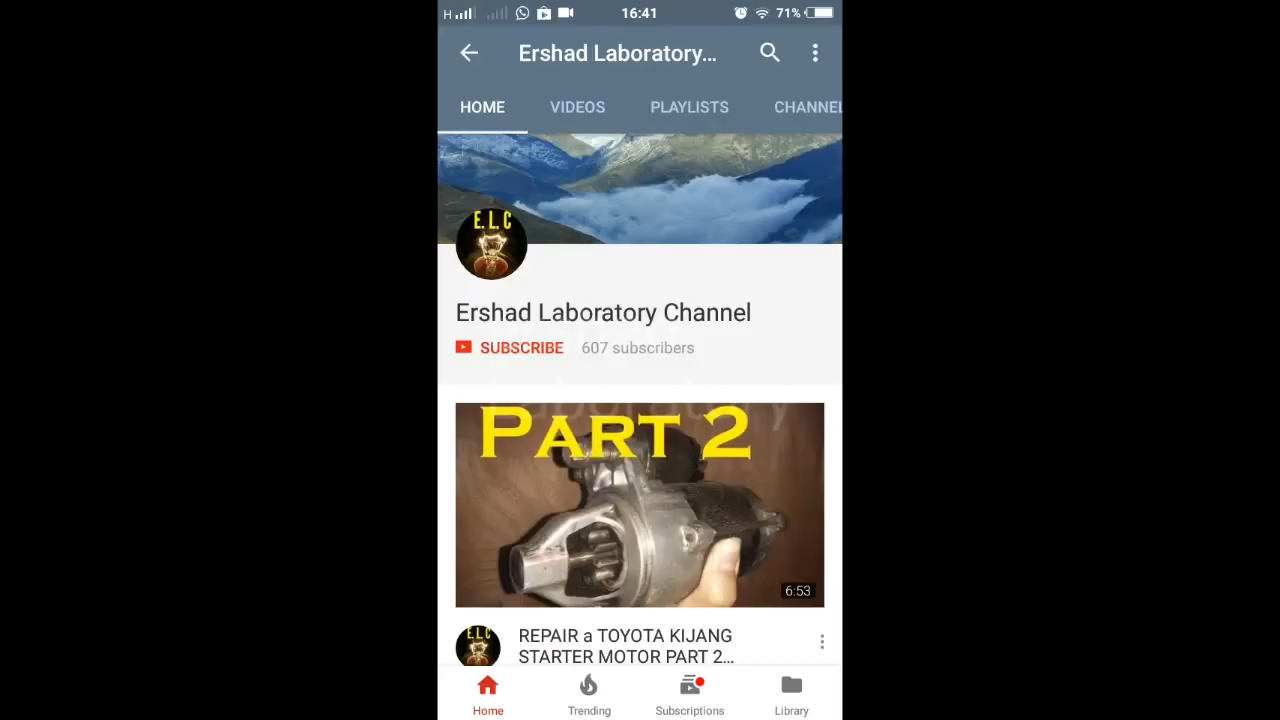 H 16:41 71%
Ershad Laboratory...
HOME VIDEOS PLAYLISTS CHANNEL
E.L.C
Ershad Laboratory Channel
SUBSCRIBE 607 subscribers
PART 2
6:53
E.L.C
REPAIR a TOYOTA KIJANG
STARTER MOTOR PART 2...
Home Trending Subscriptions Library